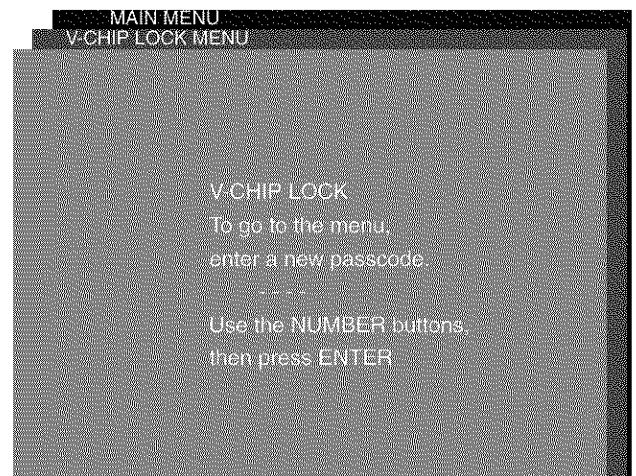 MAIN MENU
V-CHIP LOCK MENU
V-CHIP LOCK
To go to the menu,
enter a new passcode.
- - - -
Use the NUMBER buttons,
then press ENTER